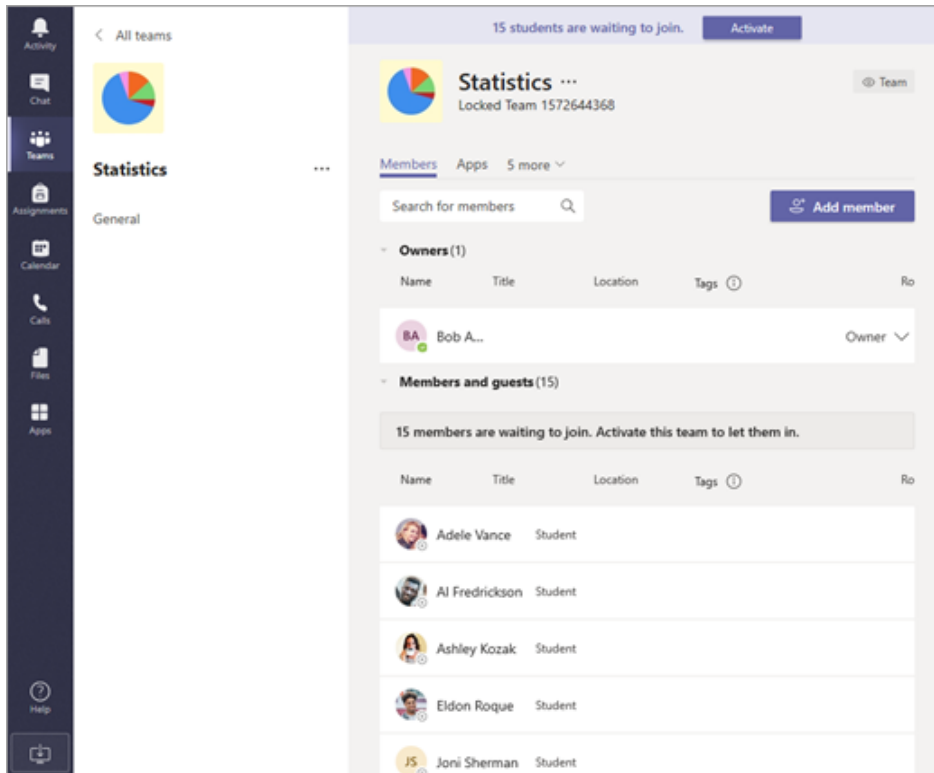 Activity
Chat
Teams
Assignments
Calendar
Calls
Files
Apps
Help
All teams
Statistics
General
15 students are waiting to join. Activate
Statistics
Team
Locked Team 1572644368
Members Apps 5 more
Search for members
Add member
Owners(1)
Name Title Location Tags Ro
BA Bob A... Owner
Members and guests(15)
15 members are waiting to join. Activate this team to let them in.
Name Title Location Tags Ro
Adele Vance Student
Al Fredrickson Student
Ashley Kozak Student
Eldon Roque Student
JS Joni Sherman Student